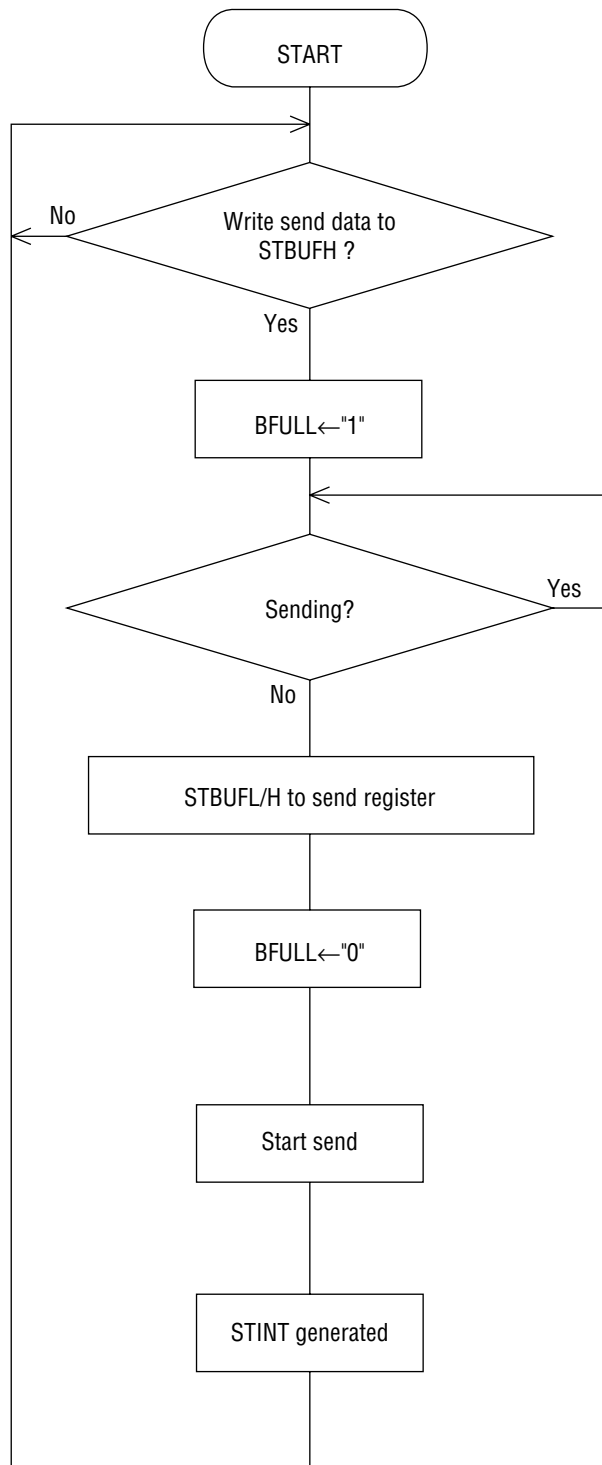 START
No
Write send data to
STBUFH ?
Yes
BFULL←"1"
Sending?
Yes
No
STBUFL/H to send register
BFULL←"0"
Start send
STINT generated